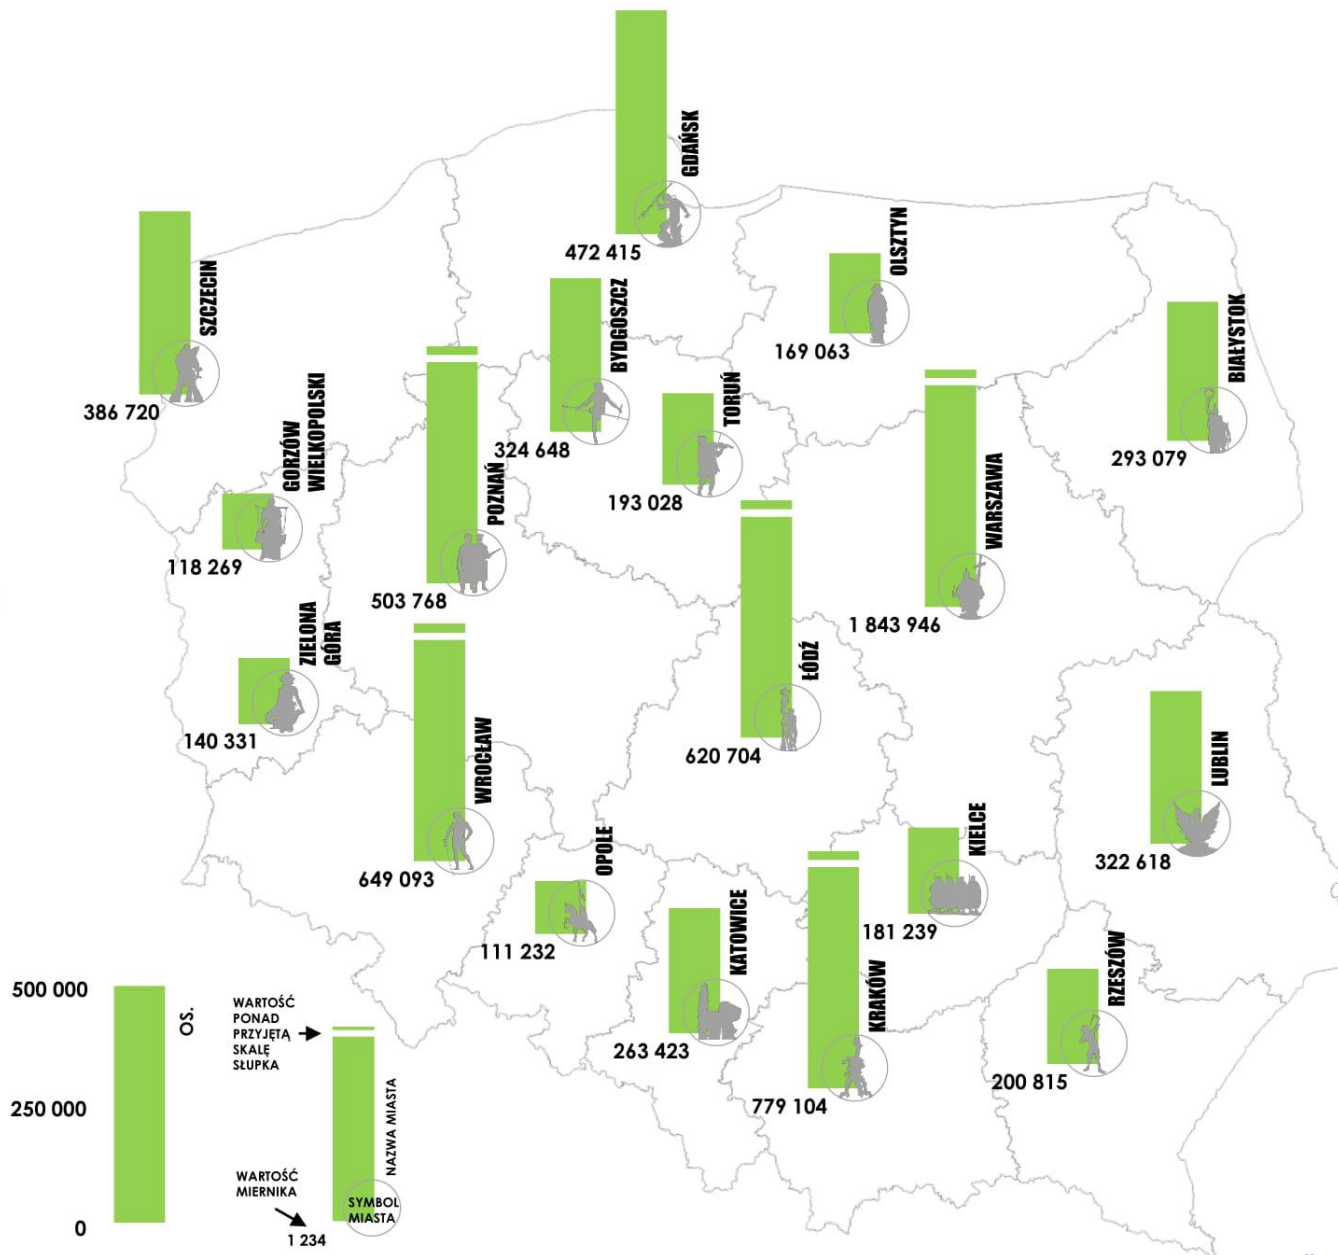 GDAŃSK
472 415
SZCZECIN
386 720
OLSZTYN
169 063
BYDGOSZCZ
324 648
BIAŁYSTOK
293 079
GORZÓW
WIELKOPOLSKI
118 269
TORUŃ
193 028
POZNAŃ
503 768
WARSZAWA
1 843 946
ZIELONA
GÓRA
140 331
ŁÓDŹ
620 704
WROCŁAW
649 093
LUBLIN
322 618
OPOLE
111 232
KIELCE
181 239
KATOWICE
263 423
KRAKÓW
779 104
RZESZÓW
200 815
500 000
250 000
0
OS.
WARTOŚĆ
PONAD
PRZYJĘTĄ
SKALĘ
SŁUPKA
NAZWA MIASTA
WARTOŚĆ
MIERNIKA
1 234
SYMBOL
MIASTA